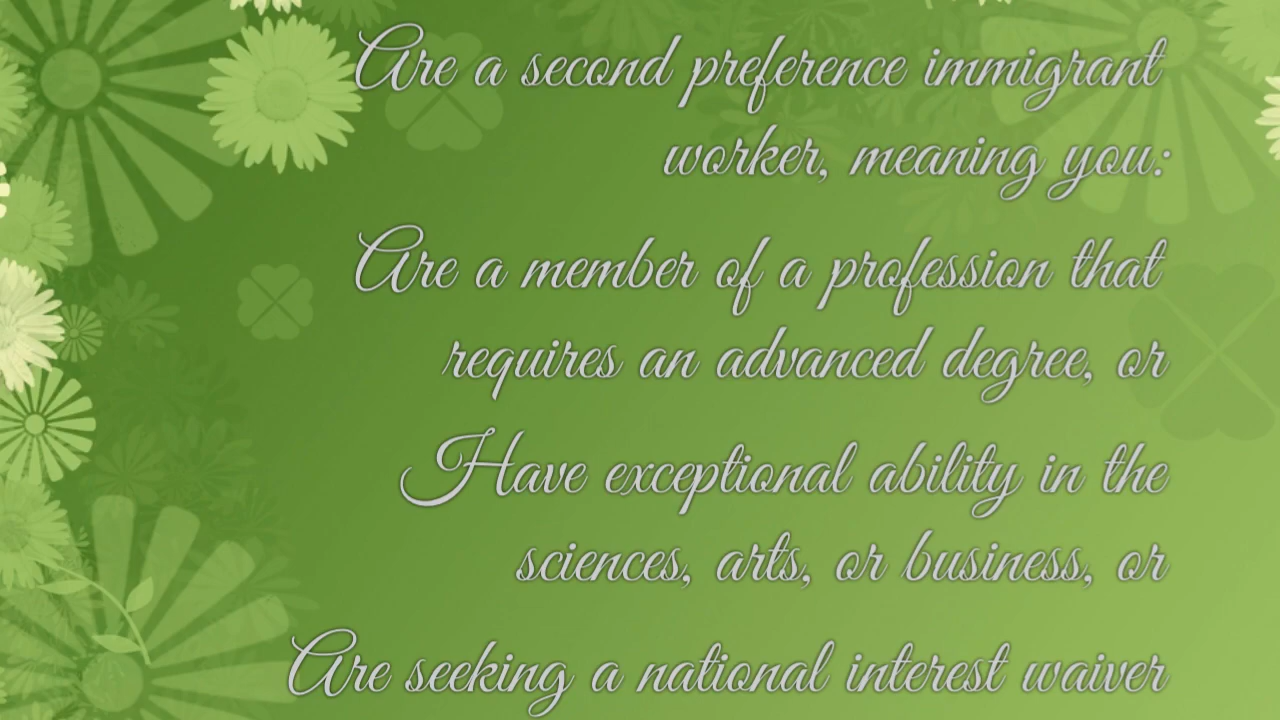 Are a second preference immigrant
worker, meaning you:
Are a member of a profession that
requires an advanced degree, or
Have exceptional ability in the
sciences, arts, or business, or
Are seeking a national interest waiver